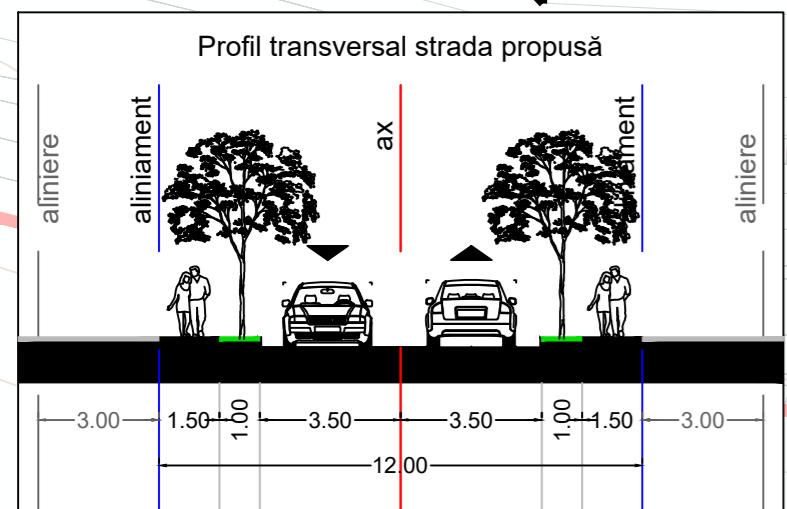 Profil transversal strada propusă
aliniere
aliniament
ax
ament
aliniere
3.00 1.50 1.00 3.50 3.50 1.00 1.50 3.00
12.00